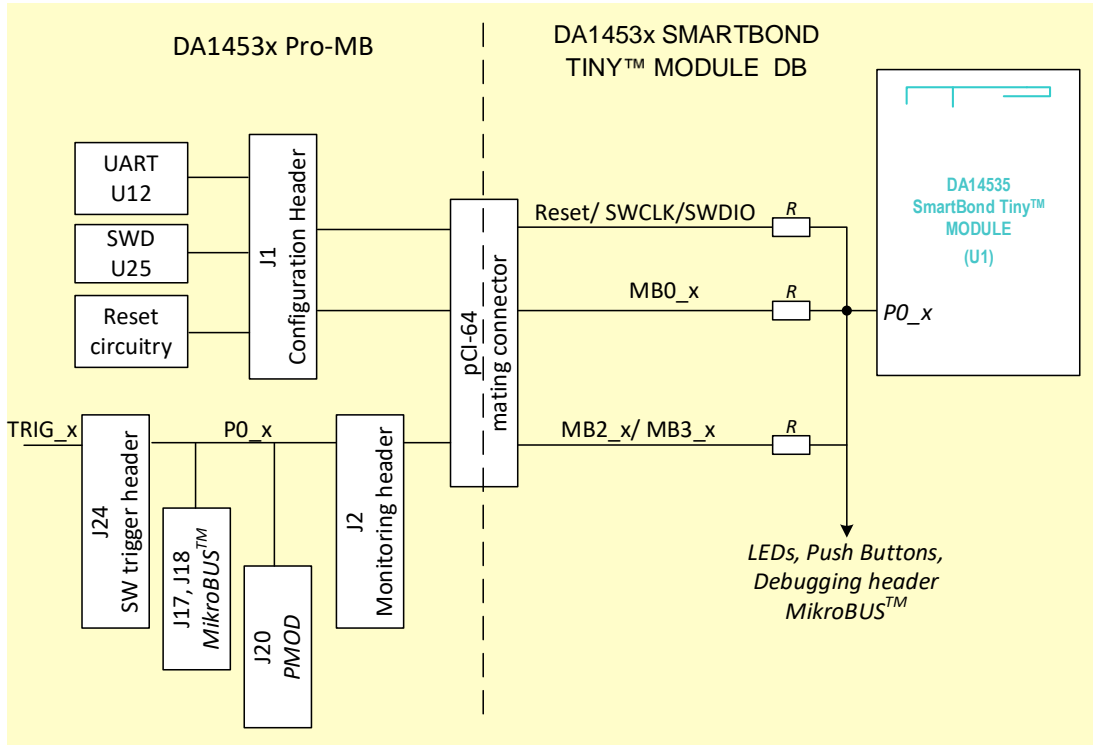 DA1453x Pro-MB
DA1453x SMARTBOND
TINY™ MODULE DB
UART
U12
SWD
U25
Reset
circuitry
J1
Configuration Header
pCI-64
mating connector
Reset/ SWCLK/SWDIO
R
MB0_x
R
MB2_x/ MB3_x
R
DA14535
SmartBond Tiny™
MODULE
(U1)
P0_x
TRIG_x
J24
SW trigger header
P0_x
J17, J18
MikroBUS™
J20
PMOD
J2
Monitoring header
LEDs, Push Buttons,
Debugging header
MikroBUS™